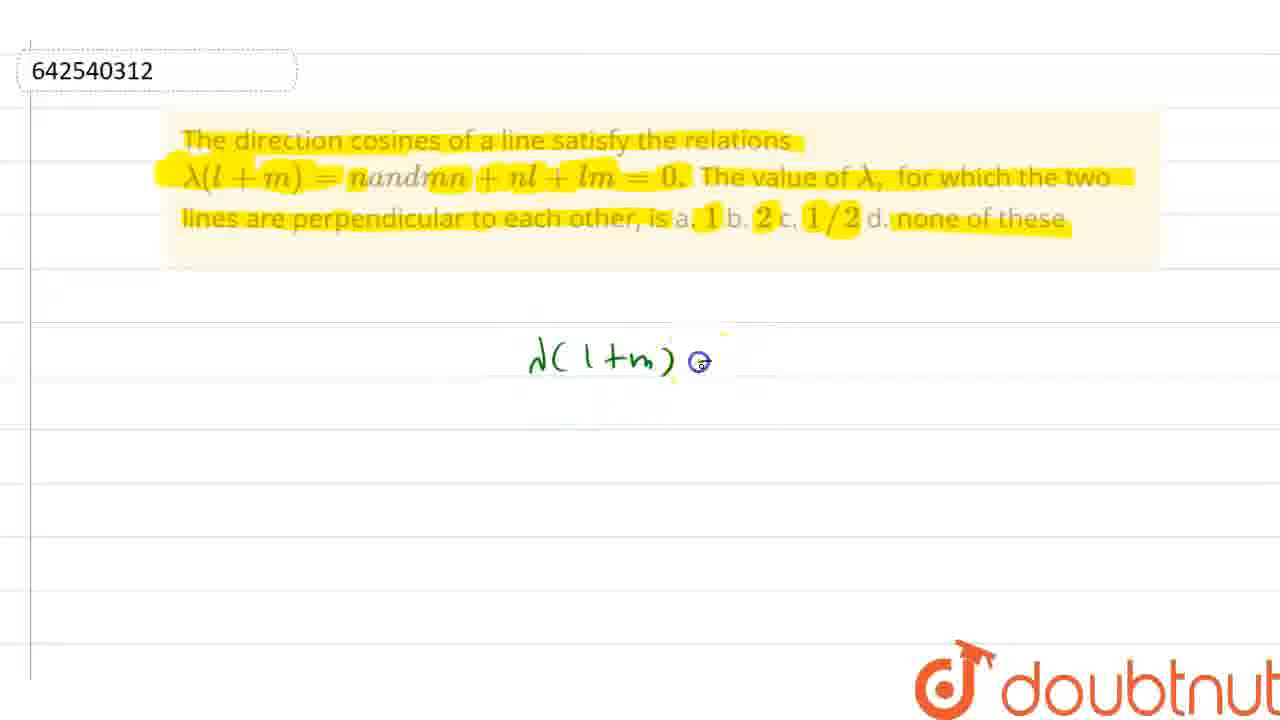 642540312
The direction cosines of a line satisfy the relations
λ(l + m) = nandmn + nl + lm = 0. The value of λ, for which the two
lines are perpendicular to each other, is a. 1 b. 2 c. 1/2 d. none of these
λ(l+m) =
doubtnut